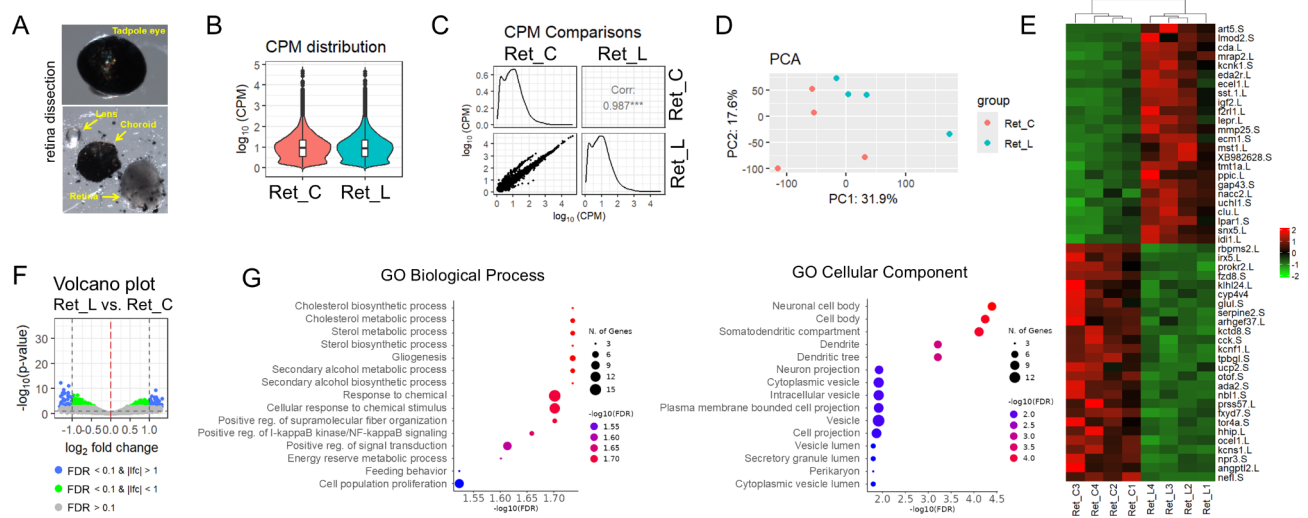 A
Tadpole eye
retina dissection
Lens
Choroid
Retina
B
CPM distribution
log10 (CPM)
5
4
3
2
1
0
Ret_C
Ret_L
C
CPM Comparisons
Ret_C
Ret_L
Corr:
0.987***
Ret_C
Ret_L
log10 (CPM)
0.6
0.4
0.2
0.0
4
3
2
1
0
0 1 2 3 4
0 1 2 3 4
log10 (CPM)
D
PCA
PC2: 17.6%
50
0
-50
-100
-100
0
100
PC1: 31.9%
group
Ret_C
Ret_L
E
art5.S
lmod2.S
cda.L
mrap2.L
kcnk1.S
eda2r.L
ecel1.L
sst.1.L
igf2.L
f2rl1.L
lepr.L
mmp25.S
ecm1.S
mst1.L
XB982628.S
tmt1a.L
ppic.L
gap43.S
nacc2.L
uchl1.S
clu.L
lpar1.S
snx5.L
idi1.L
rbpms2.L
irx5.L
prokr2.L
fzd8.S
klhl24.L
cyp4v4
glul.S
serpine2.S
arhgef37.L
kctd8.S
cck.S
kcnf1.L
tpbgl.S
ucp2.S
otof.S
ada2.S
nbl1.S
prss57.L
fxyd7.S
tor4a.S
hhip.L
ocel1.L
kcns1.L
npr3.S
angptl2.L
nefl.S
Ret_C3
Ret_C4
Ret_C2
Ret_C1
Ret_L4
Ret_L3
Ret_L2
Ret_L1
2
1
0
-1
-2
F
Volcano plot
Ret_L vs. Ret_C
-log10(p-value)
30
20
10
0
-1.0
-0.5
0.0
0.5
1.0
log2 fold change
FDR < 0.1 & |lfc| > 1
FDR < 0.1 & |lfc| < 1
FDR > 0.1
G
GO Biological Process
Cholesterol biosynthetic process
Cholesterol metabolic process
Sterol metabolic process
Sterol biosynthetic process
Gliogenesis
Secondary alcohol metabolic process
Secondary alcohol biosynthetic process
Response to chemical
Cellular response to chemical stimulus
Positive reg. of supramolecular fiber organization
Positive reg. of I-kappaB kinase/NF-kappaB signaling
Positive reg. of signal transduction
Energy reserve metabolic process
Feeding behavior
Cell population proliferation
1.55
1.60
1.65
1.70
-log10(FDR)
N. of Genes
3
6
9
12
15
-log10(FDR)
1.55
1.60
1.65
1.70
GO Cellular Component
Neuronal cell body
Cell body
Somatodendritic compartment
Dendrite
Dendritic tree
Neuron projection
Cytoplasmic vesicle
Intracellular vesicle
Plasma membrane bounded cell projection
Vesicle
Cell projection
Vesicle lumen
Secretory granule lumen
Perikaryon
Cytoplasmic vesicle lumen
2.0
2.5
3.0
3.5
4.0
4.5
-log10(FDR)
N. of Genes
3
6
9
12
-log10(FDR)
2.0
2.5
3.0
3.5
4.0